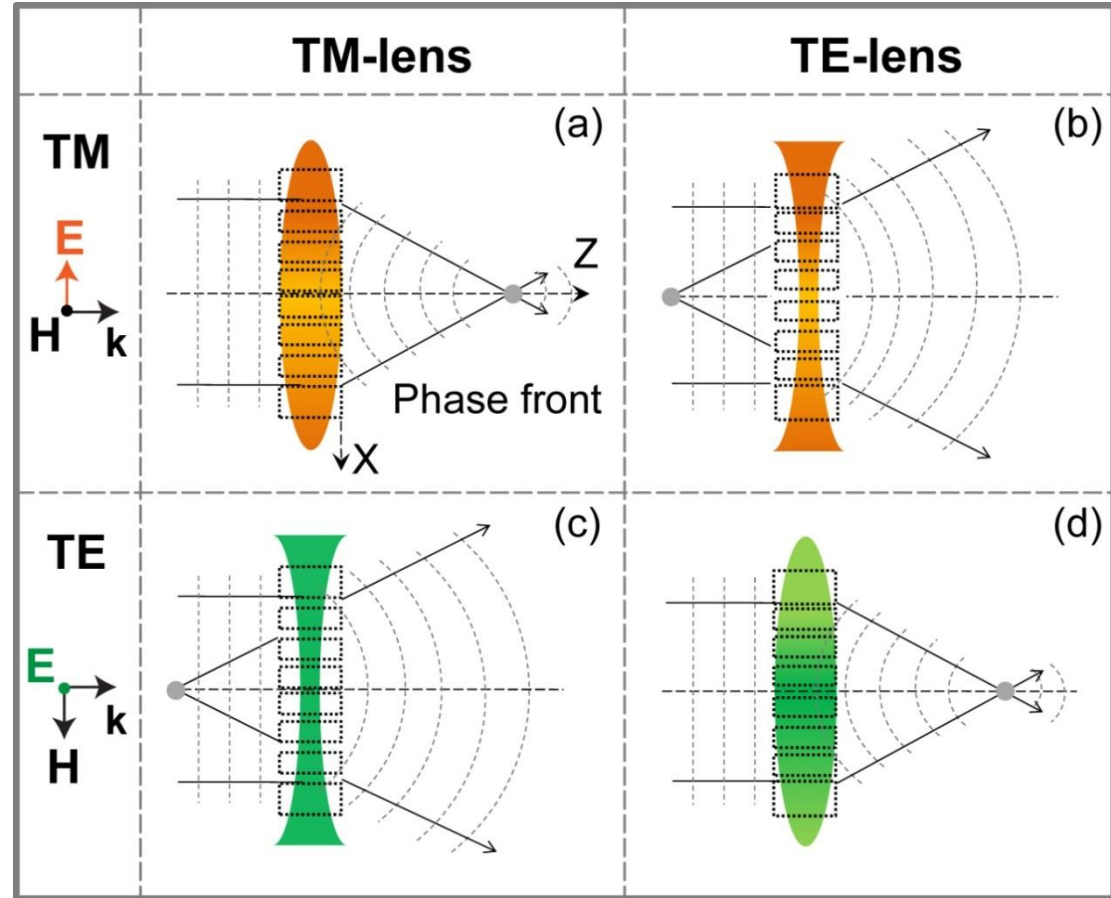 TM-lens
TE-lens
TM
E
H
k
(a)
Z
Phase front
X
(b)
TE
E
k
H
(c)
(d)